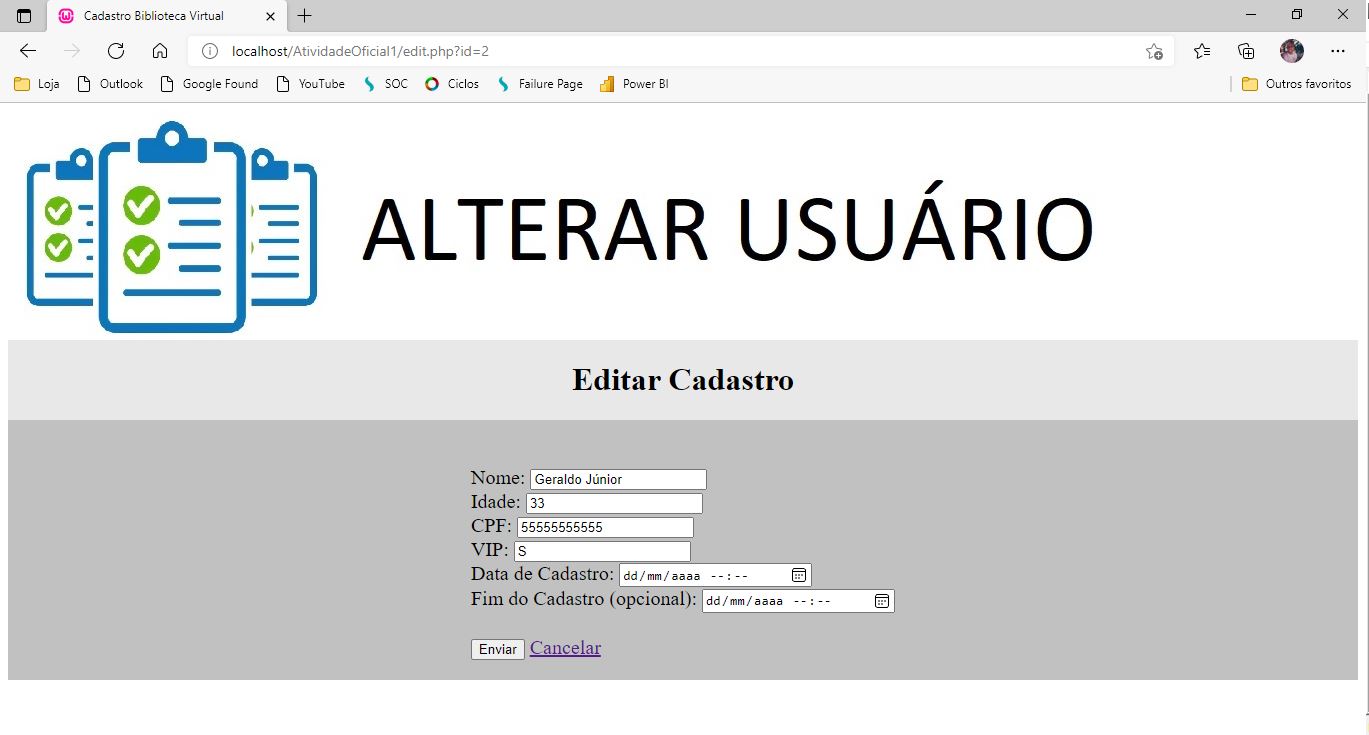 Cadastro Biblioteca Virtual
localhost/AtividadeOficial1/edit.php?id=2
Loja Outlook Google Found YouTube SOC Ciclos Failure Page Power BI Outros favoritos
ALTERAR USUÁRIO
Editar Cadastro
Nome: Geraldo Júnior
Idade: 33
CPF: 55555555555
VIP: S
Data de Cadastro: dd/mm/aaaa --:--
Fim do Cadastro (opcional): dd/mm/aaaa --:--
Enviar Cancelar